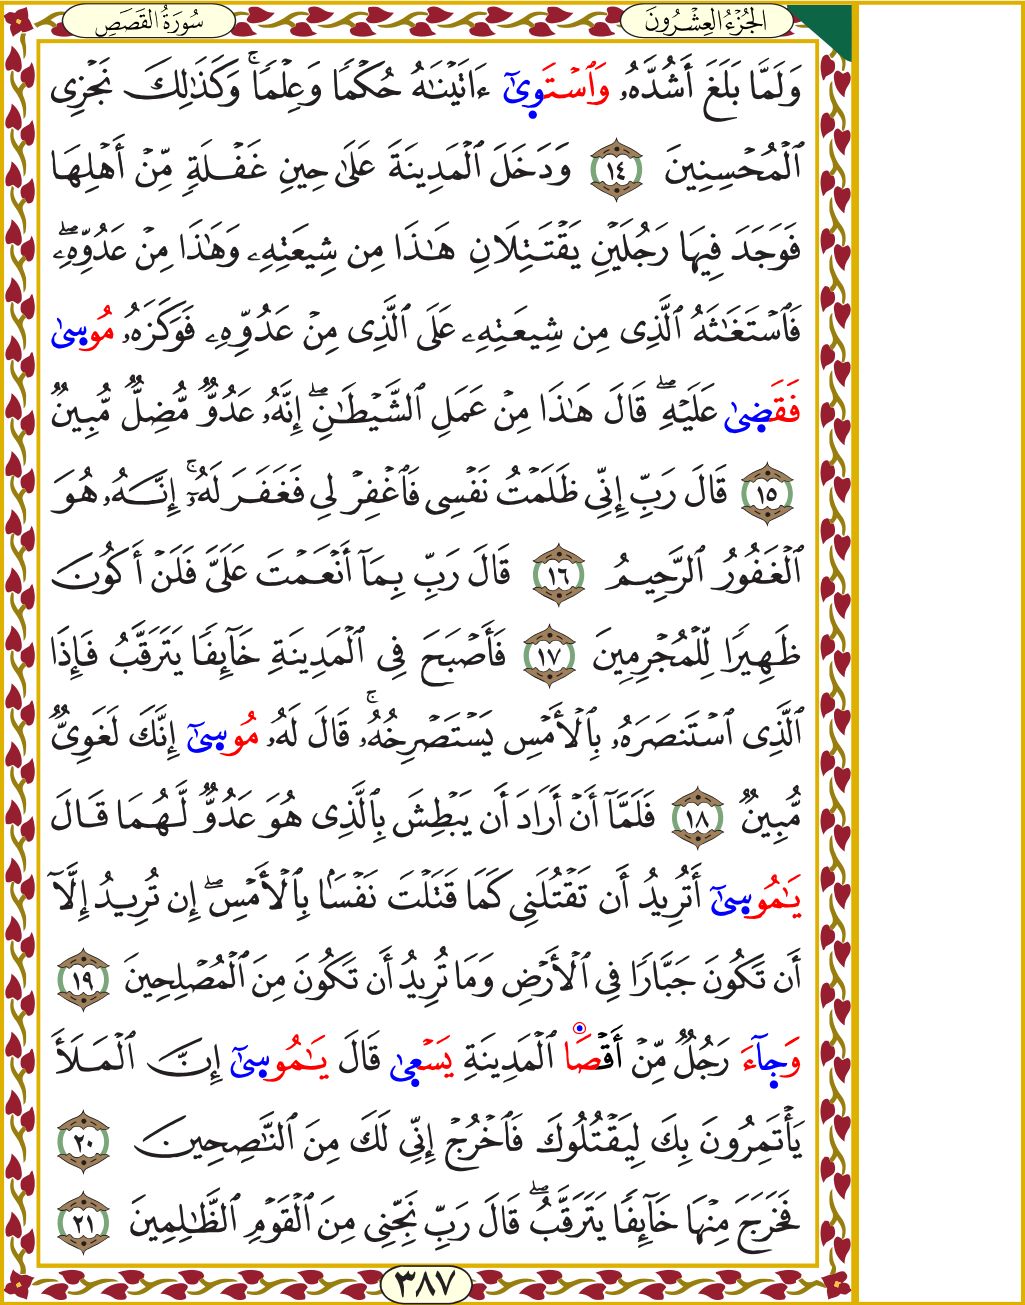 الجُزْءُ العِشْرُونَ
سُورَةُ القَصَصِ
وَلَمَّا بَلَغَ أَشُدَّهُۥ وَٱسْتَوِىٰٓ ءَاتَيْنَـٰهُ حُكْمًا وَعِلْمًا ۚ وَكَذَٰلِكَ نَجْزِى
ٱلْمُحْسِنِينَ ١٤ وَدَخَلَ ٱلْمَدِينَةَ عَلَىٰ حِينِ غَفْلَةٍ مِّنْ أَهْلِهَا
فَوَجَدَ فِيهَا رَجُلَيْنِ يَقْتَتِلَانِ هَـٰذَا مِن شِيعَتِهِۦ وَهَـٰذَا مِنْ عَدُوِّهِۦ ۖ
فَٱسْتَغَـٰثَهُ ٱلَّذِى مِن شِيعَتِهِۦ عَلَى ٱلَّذِى مِنْ عَدُوِّهِۦ فَوَكَزَهُۥ مُوسِىٰ
فَقَضِىٰ عَلَيْهِ ۖ قَالَ هَـٰذَا مِنْ عَمَلِ ٱلشَّيْطَـٰنِ ۖ إِنَّهُۥ عَدُوٌّ مُّضِلٌّ مُّبِينٌ
١٥ قَالَ رَبِّ إِنِّى ظَلَمْتُ نَفْسِى فَٱغْفِرْ لِى فَغَفَرَ لَهُۥٓ ۚ إِنَّهُۥ هُوَ
ٱلْغَفُورُ ٱلرَّحِيمُ ١٦ قَالَ رَبِّ بِمَآ أَنْعَمْتَ عَلَىَّ فَلَنْ أَكُونَ
ظَهِيرًا لِّلْمُجْرِمِينَ ١٧ فَأَصْبَحَ فِى ٱلْمَدِينَةِ خَآئِفًا يَتَرَقَّبُ فَإِذَا
ٱلَّذِى ٱسْتَنصَرَهُۥ بِٱلْأَمْسِ يَسْتَصْرِخُهُۥ ۚ قَالَ لَهُۥ مُوسِىٰٓ إِنَّكَ لَغَوِىٌّ
مُّبِينٌ ١٨ فَلَمَّآ أَنْ أَرَادَ أَن يَبْطِشَ بِٱلَّذِى هُوَ عَدُوٌّ لَّهُمَا قَالَ
يَـٰمُوسِىٰٓ أَتُرِيدُ أَن تَقْتُلَنِى كَمَا قَتَلْتَ نَفْسًۢا بِٱلْأَمْسِ ۖ إِن تُرِيدُ إِلَّآ
أَن تَكُونَ جَبَّارًا فِى ٱلْأَرْضِ وَمَا تُرِيدُ أَن تَكُونَ مِنَ ٱلْمُصْلِحِينَ ١٩
وَجِآءَ رَجُلٌ مِّنْ أَقْصَا ٱلْمَدِينَةِ يَسْعِىٰ قَالَ يَـٰمُوسِىٰٓ إِنَّ ٱلْمَلَأَ
يَأْتَمِرُونَ بِكَ لِيَقْتُلُوكَ فَٱخْرُجْ إِنِّى لَكَ مِنَ ٱلنَّـٰصِحِينَ ٢٠
فَخَرَجَ مِنْهَا خَآئِفًا يَتَرَقَّبُ ۖ قَالَ رَبِّ نَجِّنِى مِنَ ٱلْقَوْمِ ٱلظَّـٰلِمِينَ ٢١
٣٨٧